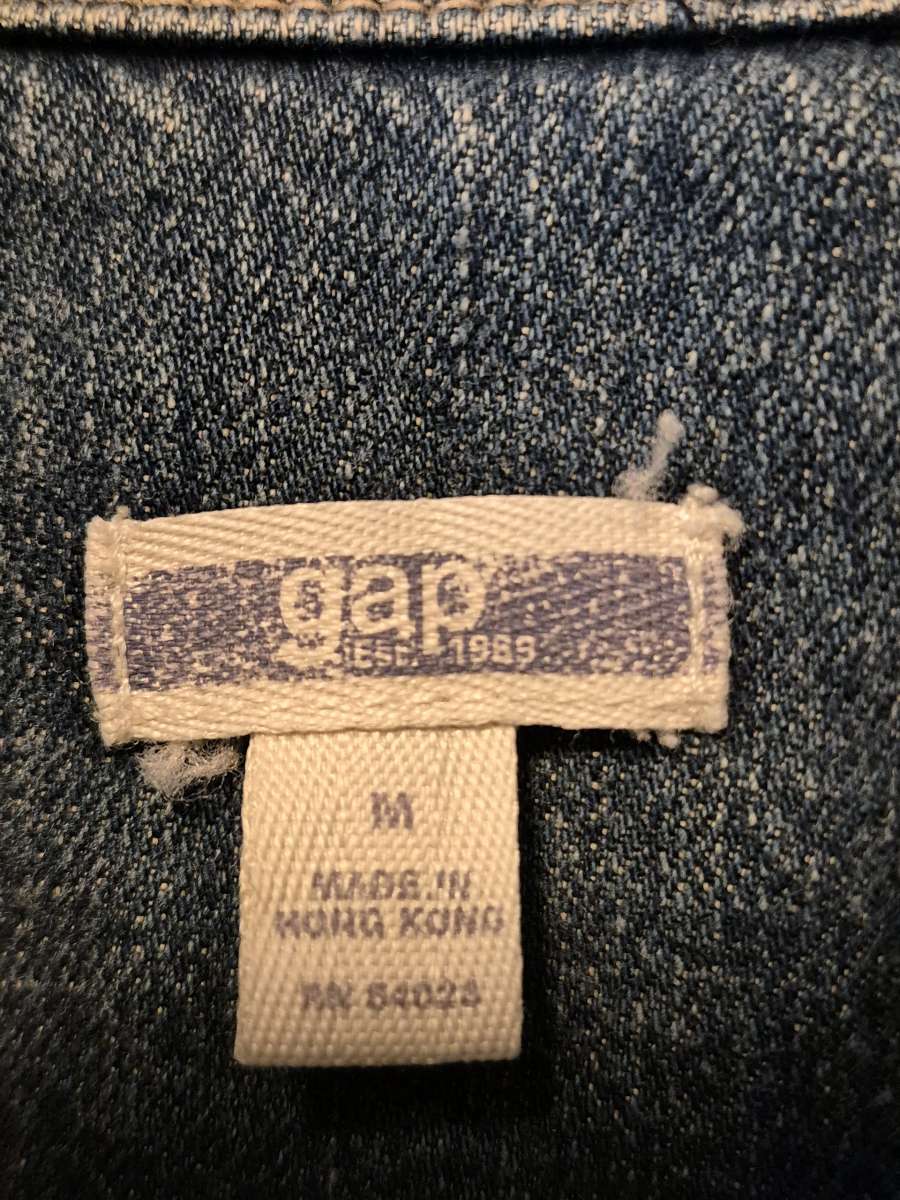 gap
EST. 1969
M
MADE IN
HONG KONG
RN 54023